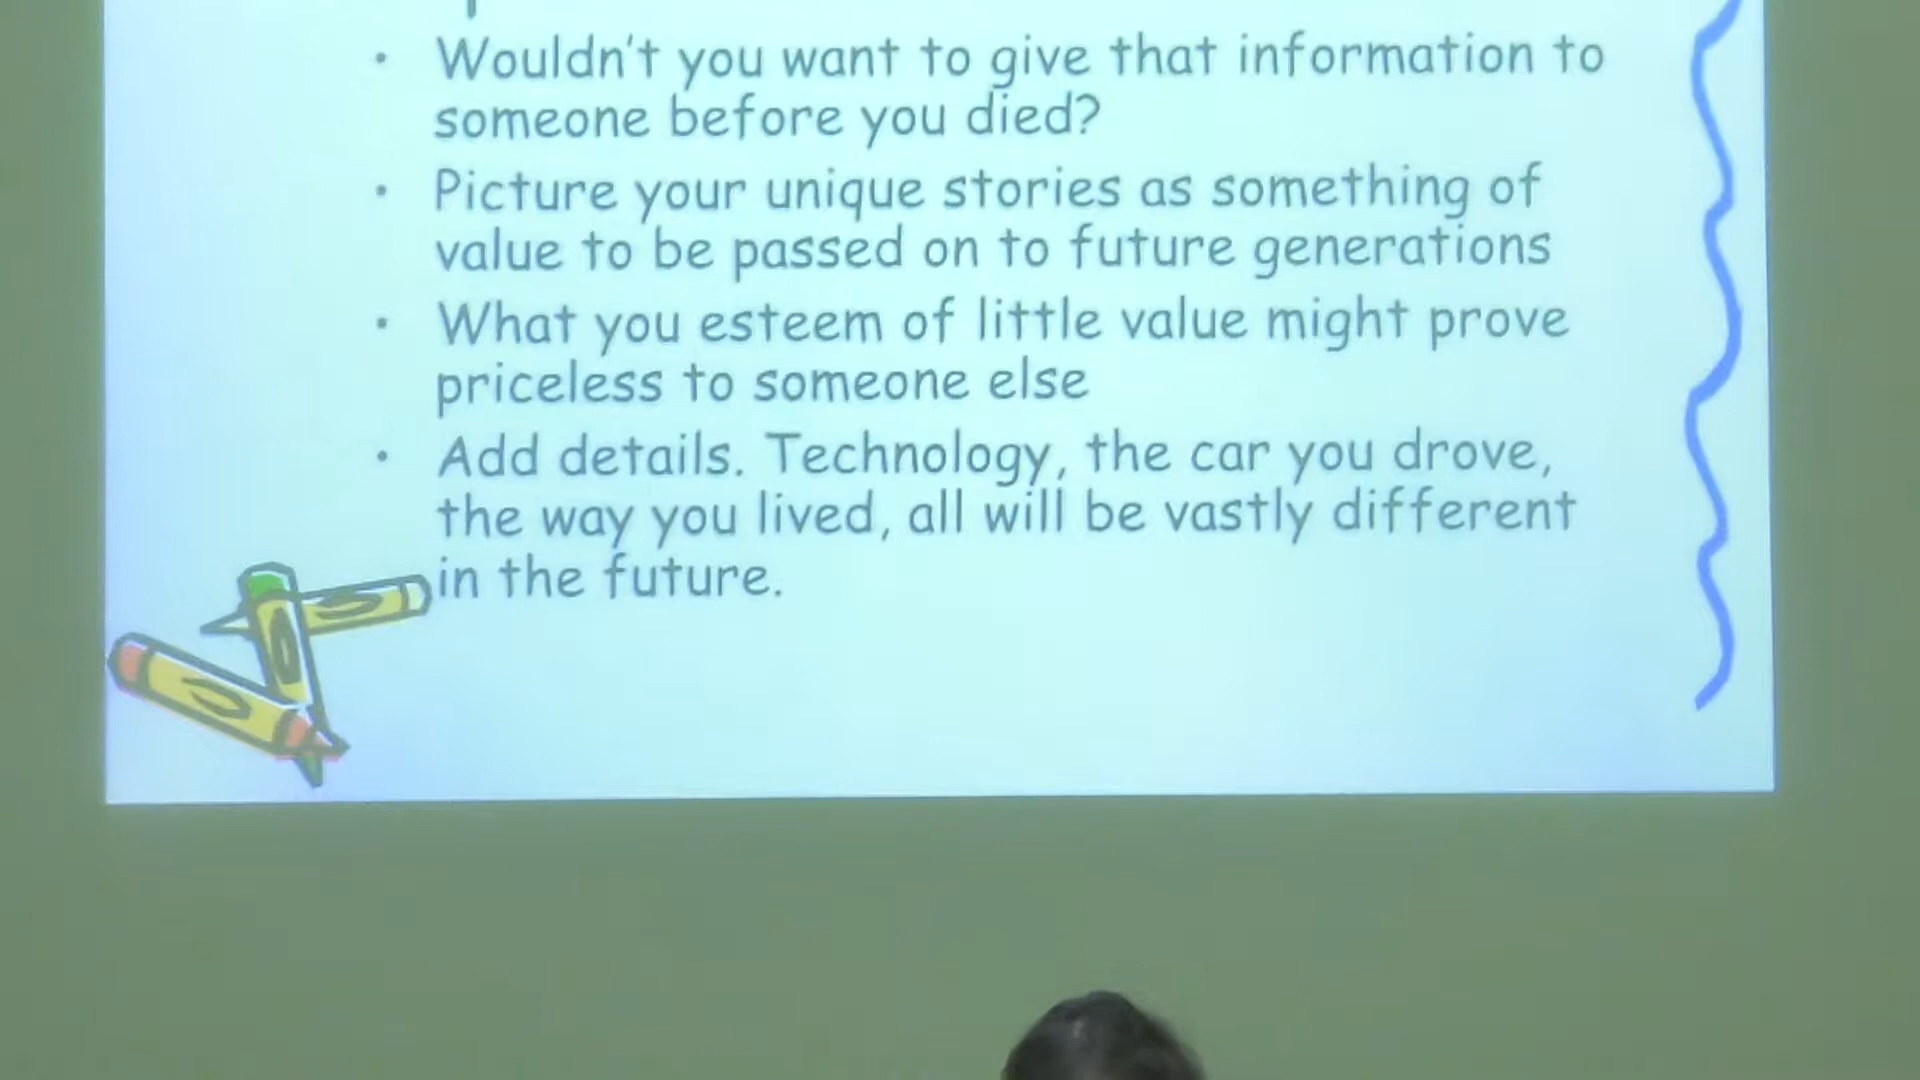 • Wouldn't you want to give that information to
someone before you died?
• Picture your unique stories as something of
value to be passed on to future generations
• What you esteem of little value might prove
priceless to someone else
• Add details. Technology, the car you drove,
the way you lived, all will be vastly different
in the future.